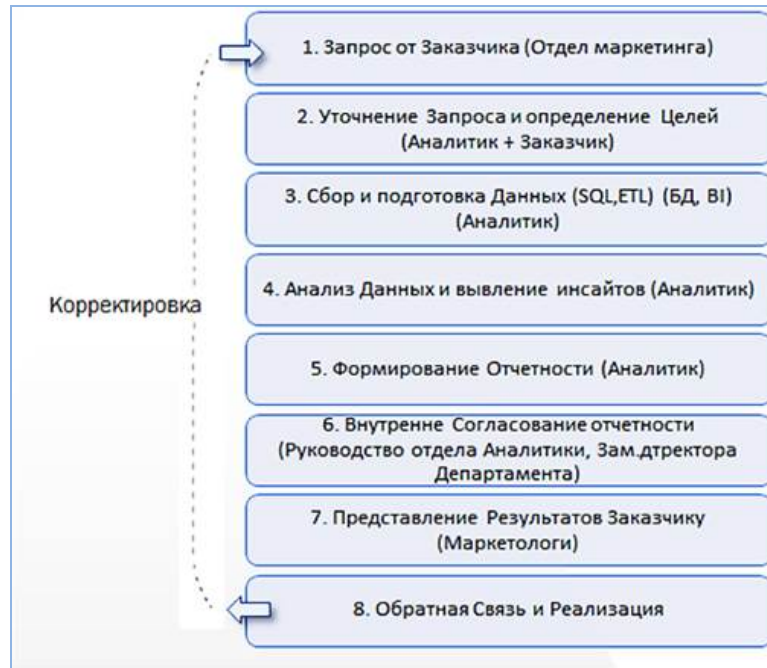 1. Запрос от Заказчика (Отдел маркетинга)
2. Уточнение Запроса и определение Целей
(Аналитик + Заказчик)
3. Сбор и подготовка Данных (SQL,ETL) (БД, BI)
(Аналитик)
4. Анализ Данных и вывление инсайтов (Аналитик)
Корректировка
5. Формирование Отчетности (Аналитик)
6. Внутренне Согласование отчетности
(Руководство отдела Аналитики, Зам.дтректора
Департамента)
7. Представление Результатов Заказчику
(Маркетологи)
8. Обратная Связь и Реализация